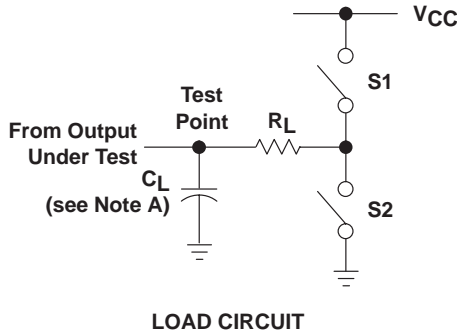 VCC
S1
Test
Point
RL
From Output
Under Test
CL
(see Note A)
S2
LOAD CIRCUIT